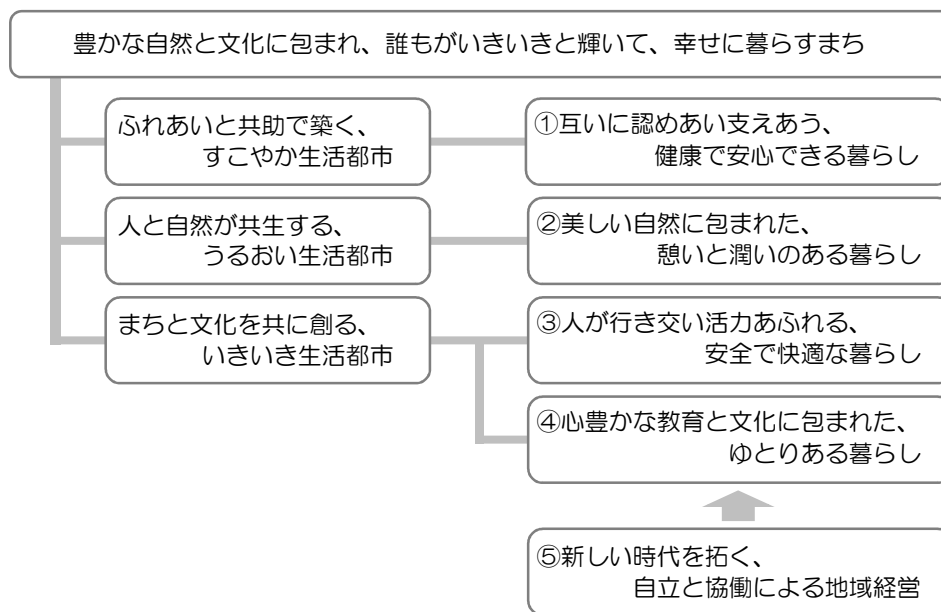 豊かな自然と文化に包まれ、誰もがいきいきと輝いて、幸せに暮らすまち
ふれあいと共助で築く、
すこやか生活都市
①互いに認めあい支えあう、
健康で安心できる暮らし
人と自然が共生する、
うるおい生活都市
②美しい自然に包まれた、
憩いと潤いのある暮らし
まちと文化を共に創る、
いきいき生活都市
③人が行き交い活力あふれる、
安全で快適な暮らし
④心豊かな教育と文化に包まれた、
ゆとりある暮らし
⑤新しい時代を拓く、
自立と協働による地域経営